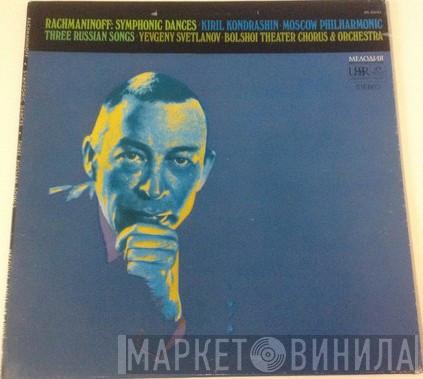 RACHMANINOFF: SYMPHONIC DANCES · KIRIL KONDRASHIN · MOSCOW PHILHARMONIC
THREE RUSSIAN SONGS · YEVGENY SVETLANOV · BOLSHOI THEATER CHORUS & ORCHESTRA
МЕЛОДИЯ
USSR
STEREO
МАРКЕТ ВИНИЛА